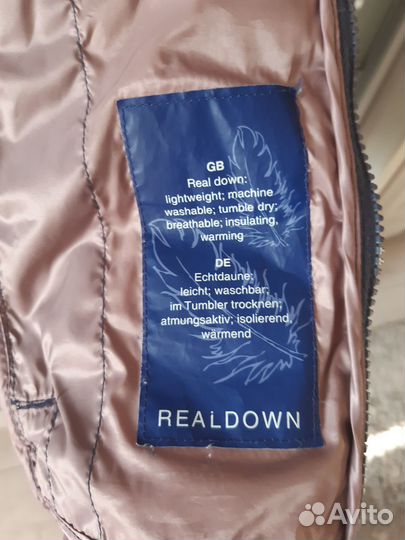 GB
Real down:
lightweight; machine
washable; tumble dry;
breathable; insulating,
warming
DE
Echtdaune:
leicht; waschbar;
im Tumbler trocknen;
atmungsaktiv; isolierend,
wärmend
REALDOWN
Avito